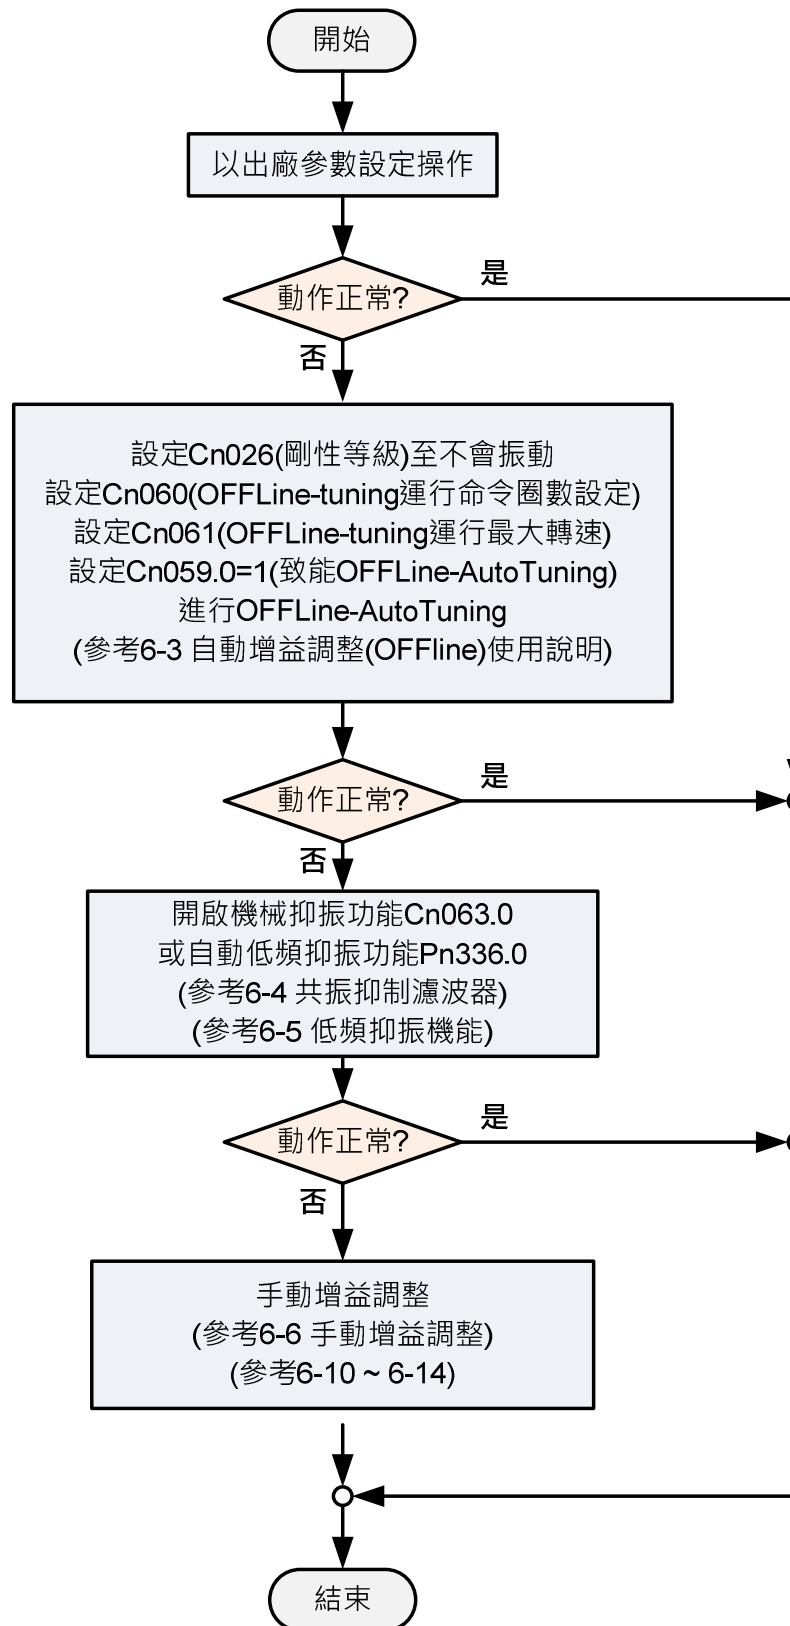 開始
以出廠參數設定操作
動作正常?
是
否
設定Cn026(剛性等級)至不會振動
設定Cn060(OFFLine-tuning運行命令圈數設定)
設定Cn061(OFFLine-tuning運行最大轉速)
設定Cn059.0=1(致能OFFLine-AutoTuning)
進行OFFLine-AutoTuning
(參考6-3 自動增益調整(OFFline)使用說明)
動作正常?
是
否
開啟機械抑振功能Cn063.0
或自動低頻抑振功能Pn336.0
(參考6-4 共振抑制濾波器)
(參考6-5 低頻抑振機能)
動作正常?
是
否
手動增益調整
(參考6-6 手動增益調整)
(參考6-10 ~ 6-14)
結束